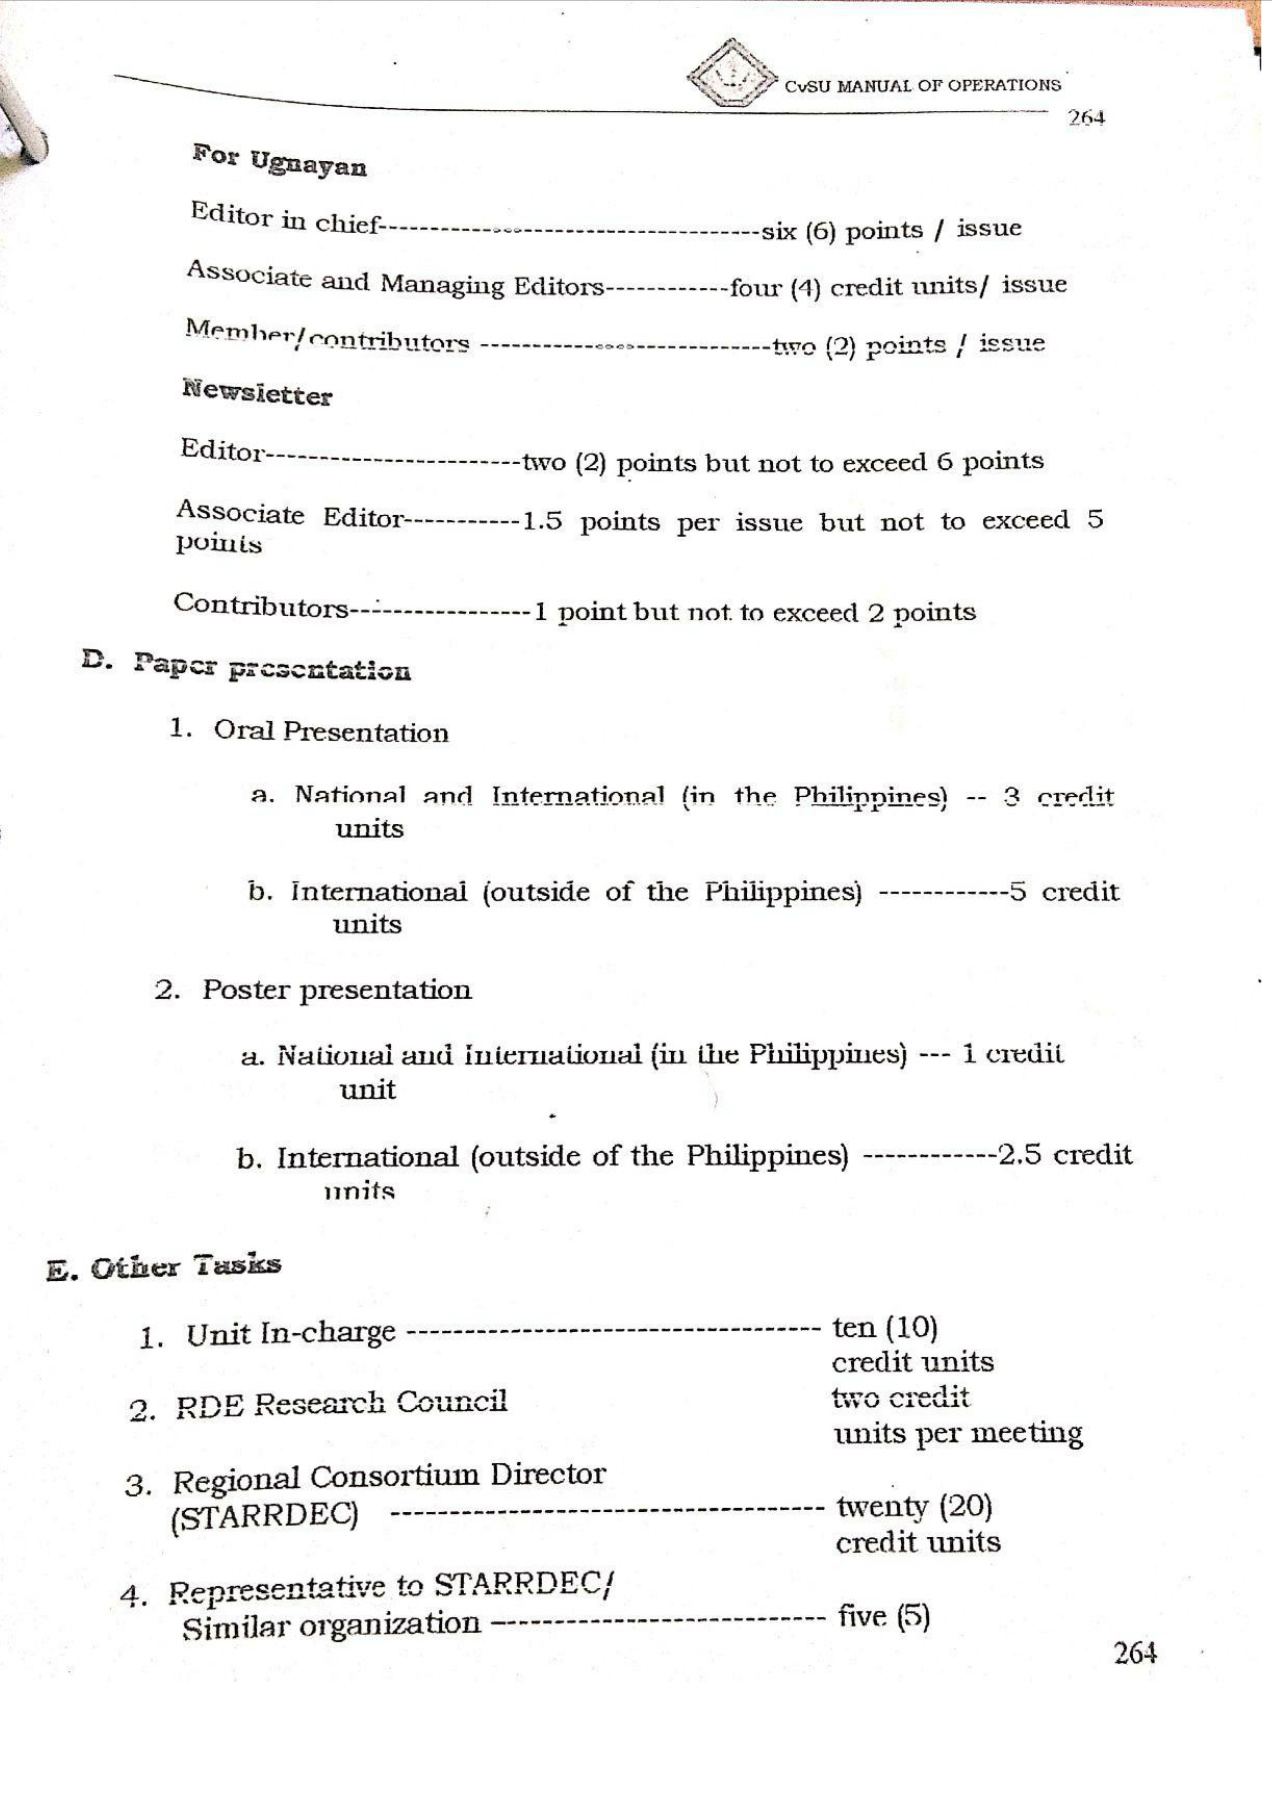 CvSU MANUAL OF OPERATIONS
264
For Ugnayan
Editor in chief--------------------------------------six (6) points / issue
Associate and Managing Editors------------four (4) credit units/ issue
Member/contributors -----------------------------two (2) points / issue
Newsletter
Editor-------------------------two (2) points but not to exceed 6 points
Associate Editor-----------1.5 points per issue but not to exceed 5
points
Contributors------------------1 point but not to exceed 2 points
D. Paper presentation
1. Oral Presentation
a. National and International (in the Philippines) -- 3 credit
units
b. International (outside of the Philippines) ------------5 credit
units
2. Poster presentation
a. National and International (in the Philippines) --- 1 credit
unit
b. International (outside of the Philippines) ------------2.5 credit
units
E. Other Tasks
1. Unit In-charge ----------------------------------- ten (10)
credit units
2. RDE Research Council two credit
units per meeting
3. Regional Consortium Director
(STARRDEC) ------------------------------------- twenty (20)
credit units
4. Representative to STARRDEC/
Similar organization ---------------------------- five (5)
264